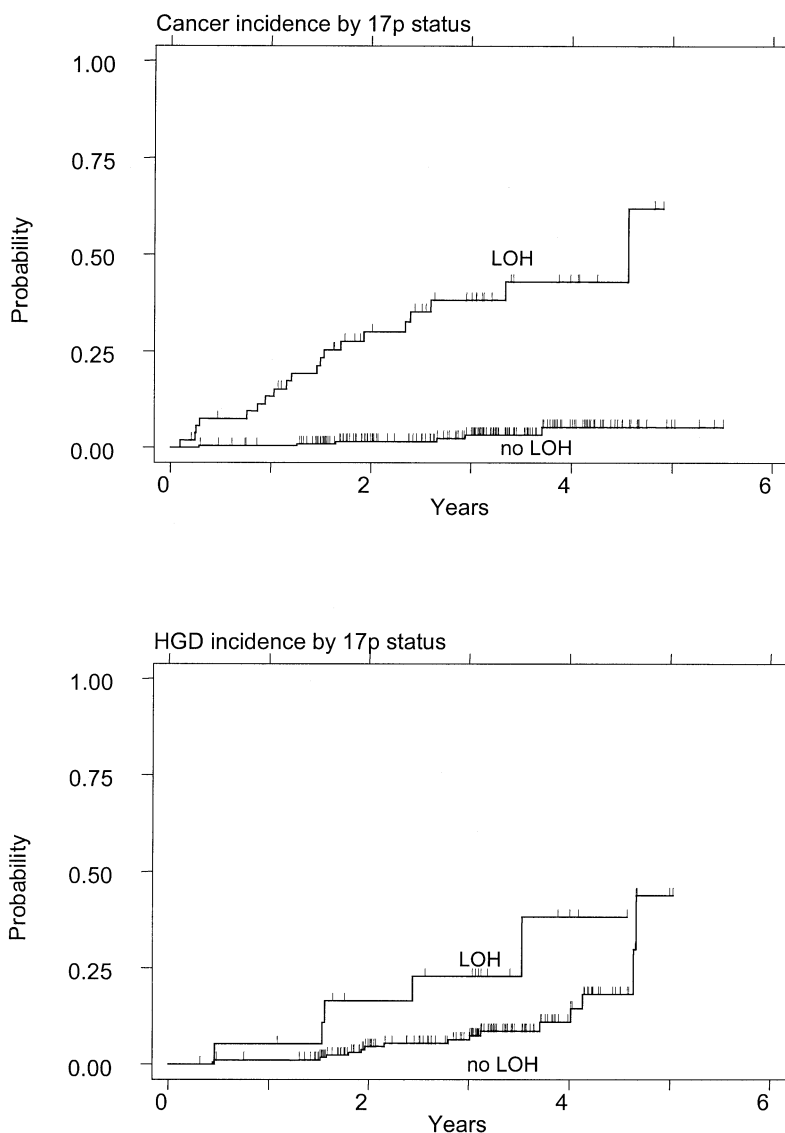 Cancer incidence by 17p status
1.00
0.75
0.50
0.25
0.00
Probability
LOH
no LOH
0 2 4 6
Years
HGD incidence by 17p status
1.00
0.75
0.50
0.25
0.00
Probability
LOH
no LOH
0 2 4 6
Years